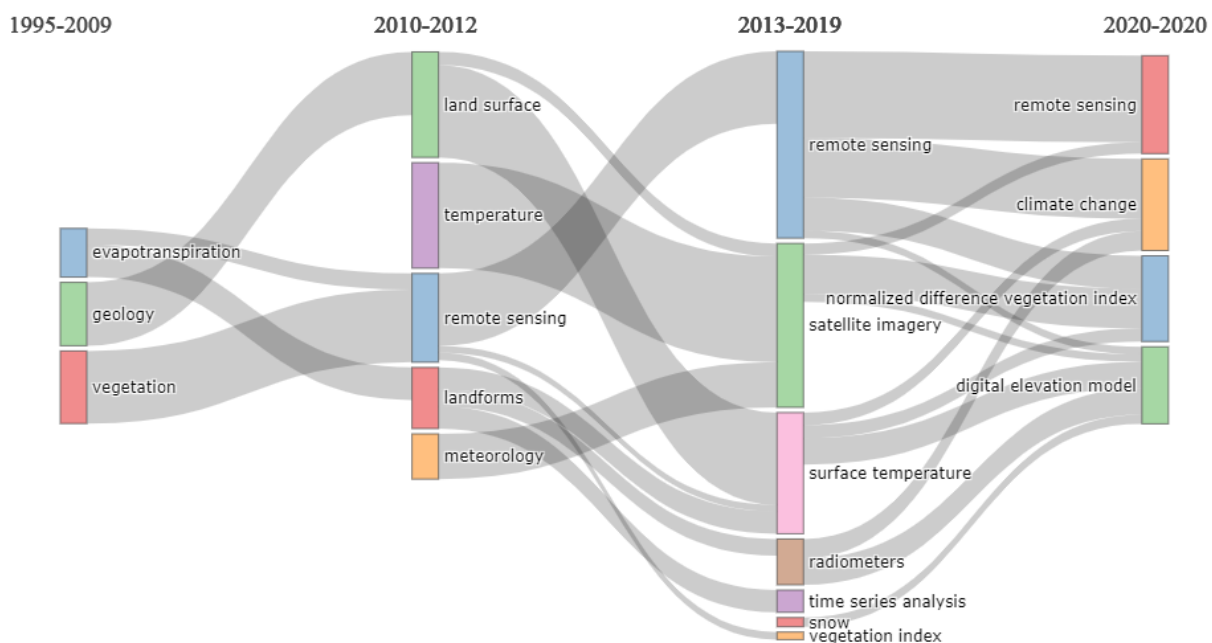 1995-2009
2010-2012
2013-2019
2020-2020
evapotranspiration
geology
vegetation
land surface
temperature
remote sensing
landforms
meteorology
remote sensing
satellite imagery
surface temperature
radiometers
time series analysis
snow
vegetation index
remote sensing
climate change
normalized difference vegetation index
digital elevation model